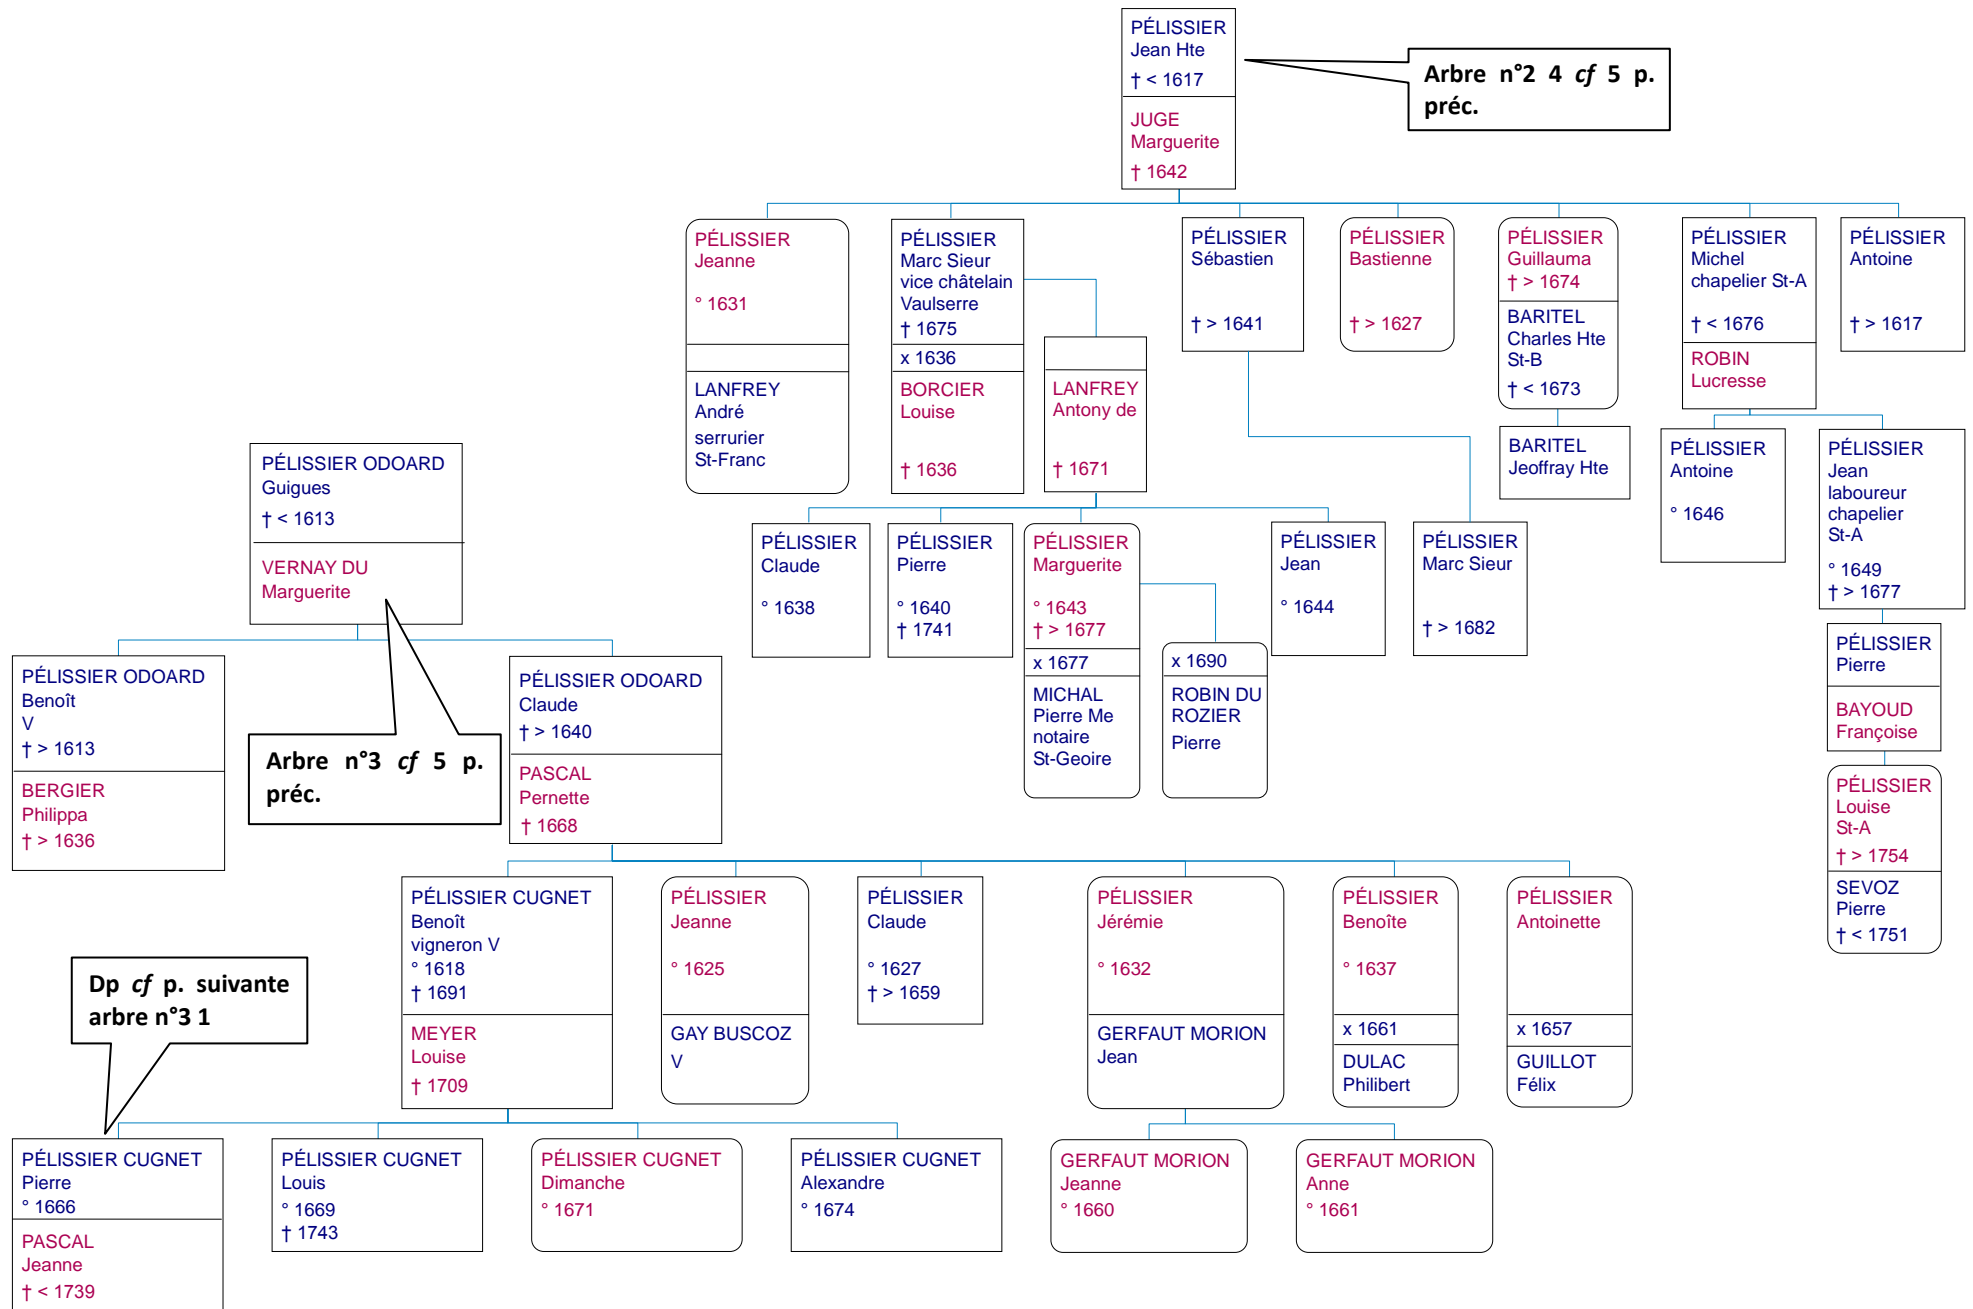 PÉLISSIER
Jean Hte
† < 1617
JUGE
Marguerite
† 1642
Arbre n°2 4 cf 5 p.
préc.
PÉLISSIER
Jeanne
° 1631
LANFREY
André
serrurier
St-Franc
PÉLISSIER
Marc Sieur
vice châtelain
Vaulserre
† 1675
x 1636
BORCIER
Louise
† 1636
LANFREY
Antony de
† 1671
PÉLISSIER
Sébastien
† > 1641
PÉLISSIER
Bastienne
† > 1627
PÉLISSIER
Guillauma
† > 1674
BARITEL
Charles Hte
St-B
† < 1673
BARITEL
Jeoffray Hte
PÉLISSIER
Michel
chapelier St-A
† < 1676
ROBIN
Lucresse
PÉLISSIER
Antoine
† > 1617
PÉLISSIER
Antoine
° 1646
PÉLISSIER
Jean
laboureur
chapelier
St-A
° 1649
† > 1677
PÉLISSIER
Claude
° 1638
PÉLISSIER
Pierre
° 1640
† 1741
PÉLISSIER
Marguerite
° 1643
† > 1677
x 1677
MICHAL
Pierre Me
notaire
St-Geoire
x 1690
ROBIN DU
ROZIER
Pierre
PÉLISSIER
Jean
° 1644
PÉLISSIER
Marc Sieur
† > 1682
PÉLISSIER
Pierre
BAYOUD
Françoise
PÉLISSIER
Louise
St-A
† > 1754
SEVOZ
Pierre
† < 1751
PÉLISSIER ODOARD
Guigues
† < 1613
VERNAY DU
Marguerite
Arbre n°3 cf 5 p.
préc.
PÉLISSIER ODOARD
Benoît
V
† > 1613
BERGIER
Philippa
† > 1636
PÉLISSIER ODOARD
Claude
† > 1640
PASCAL
Pernette
† 1668
PÉLISSIER CUGNET
Benoît
vigneron V
° 1618
† 1691
MEYER
Louise
† 1709
PÉLISSIER
Jeanne
° 1625
GAY BUSCOZ
V
PÉLISSIER
Claude
° 1627
† > 1659
PÉLISSIER
Jérémie
° 1632
GERFAUT MORION
Jean
PÉLISSIER
Benoîte
° 1637
x 1661
DULAC
Philibert
PÉLISSIER
Antoinette
x 1657
GUILLOT
Félix
Dp cf p. suivante
arbre n°3 1
PÉLISSIER CUGNET
Pierre
° 1666
PASCAL
Jeanne
† < 1739
PÉLISSIER CUGNET
Louis
° 1669
† 1743
PÉLISSIER CUGNET
Dimanche
° 1671
PÉLISSIER CUGNET
Alexandre
° 1674
GERFAUT MORION
Jeanne
° 1660
GERFAUT MORION
Anne
° 1661